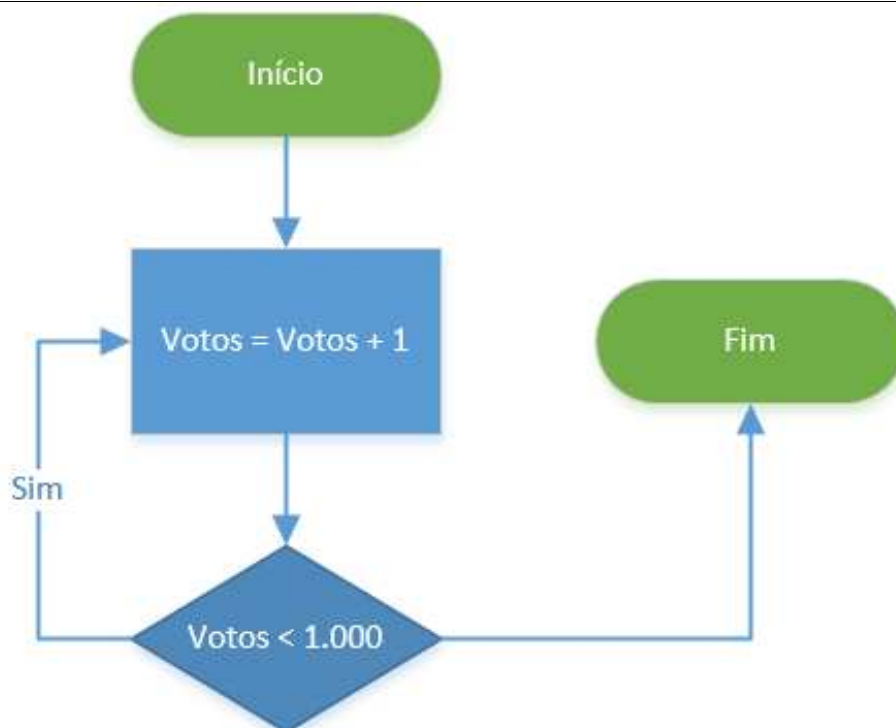 Início
Votos = Votos + 1
Fim
Sim
Votos < 1.000